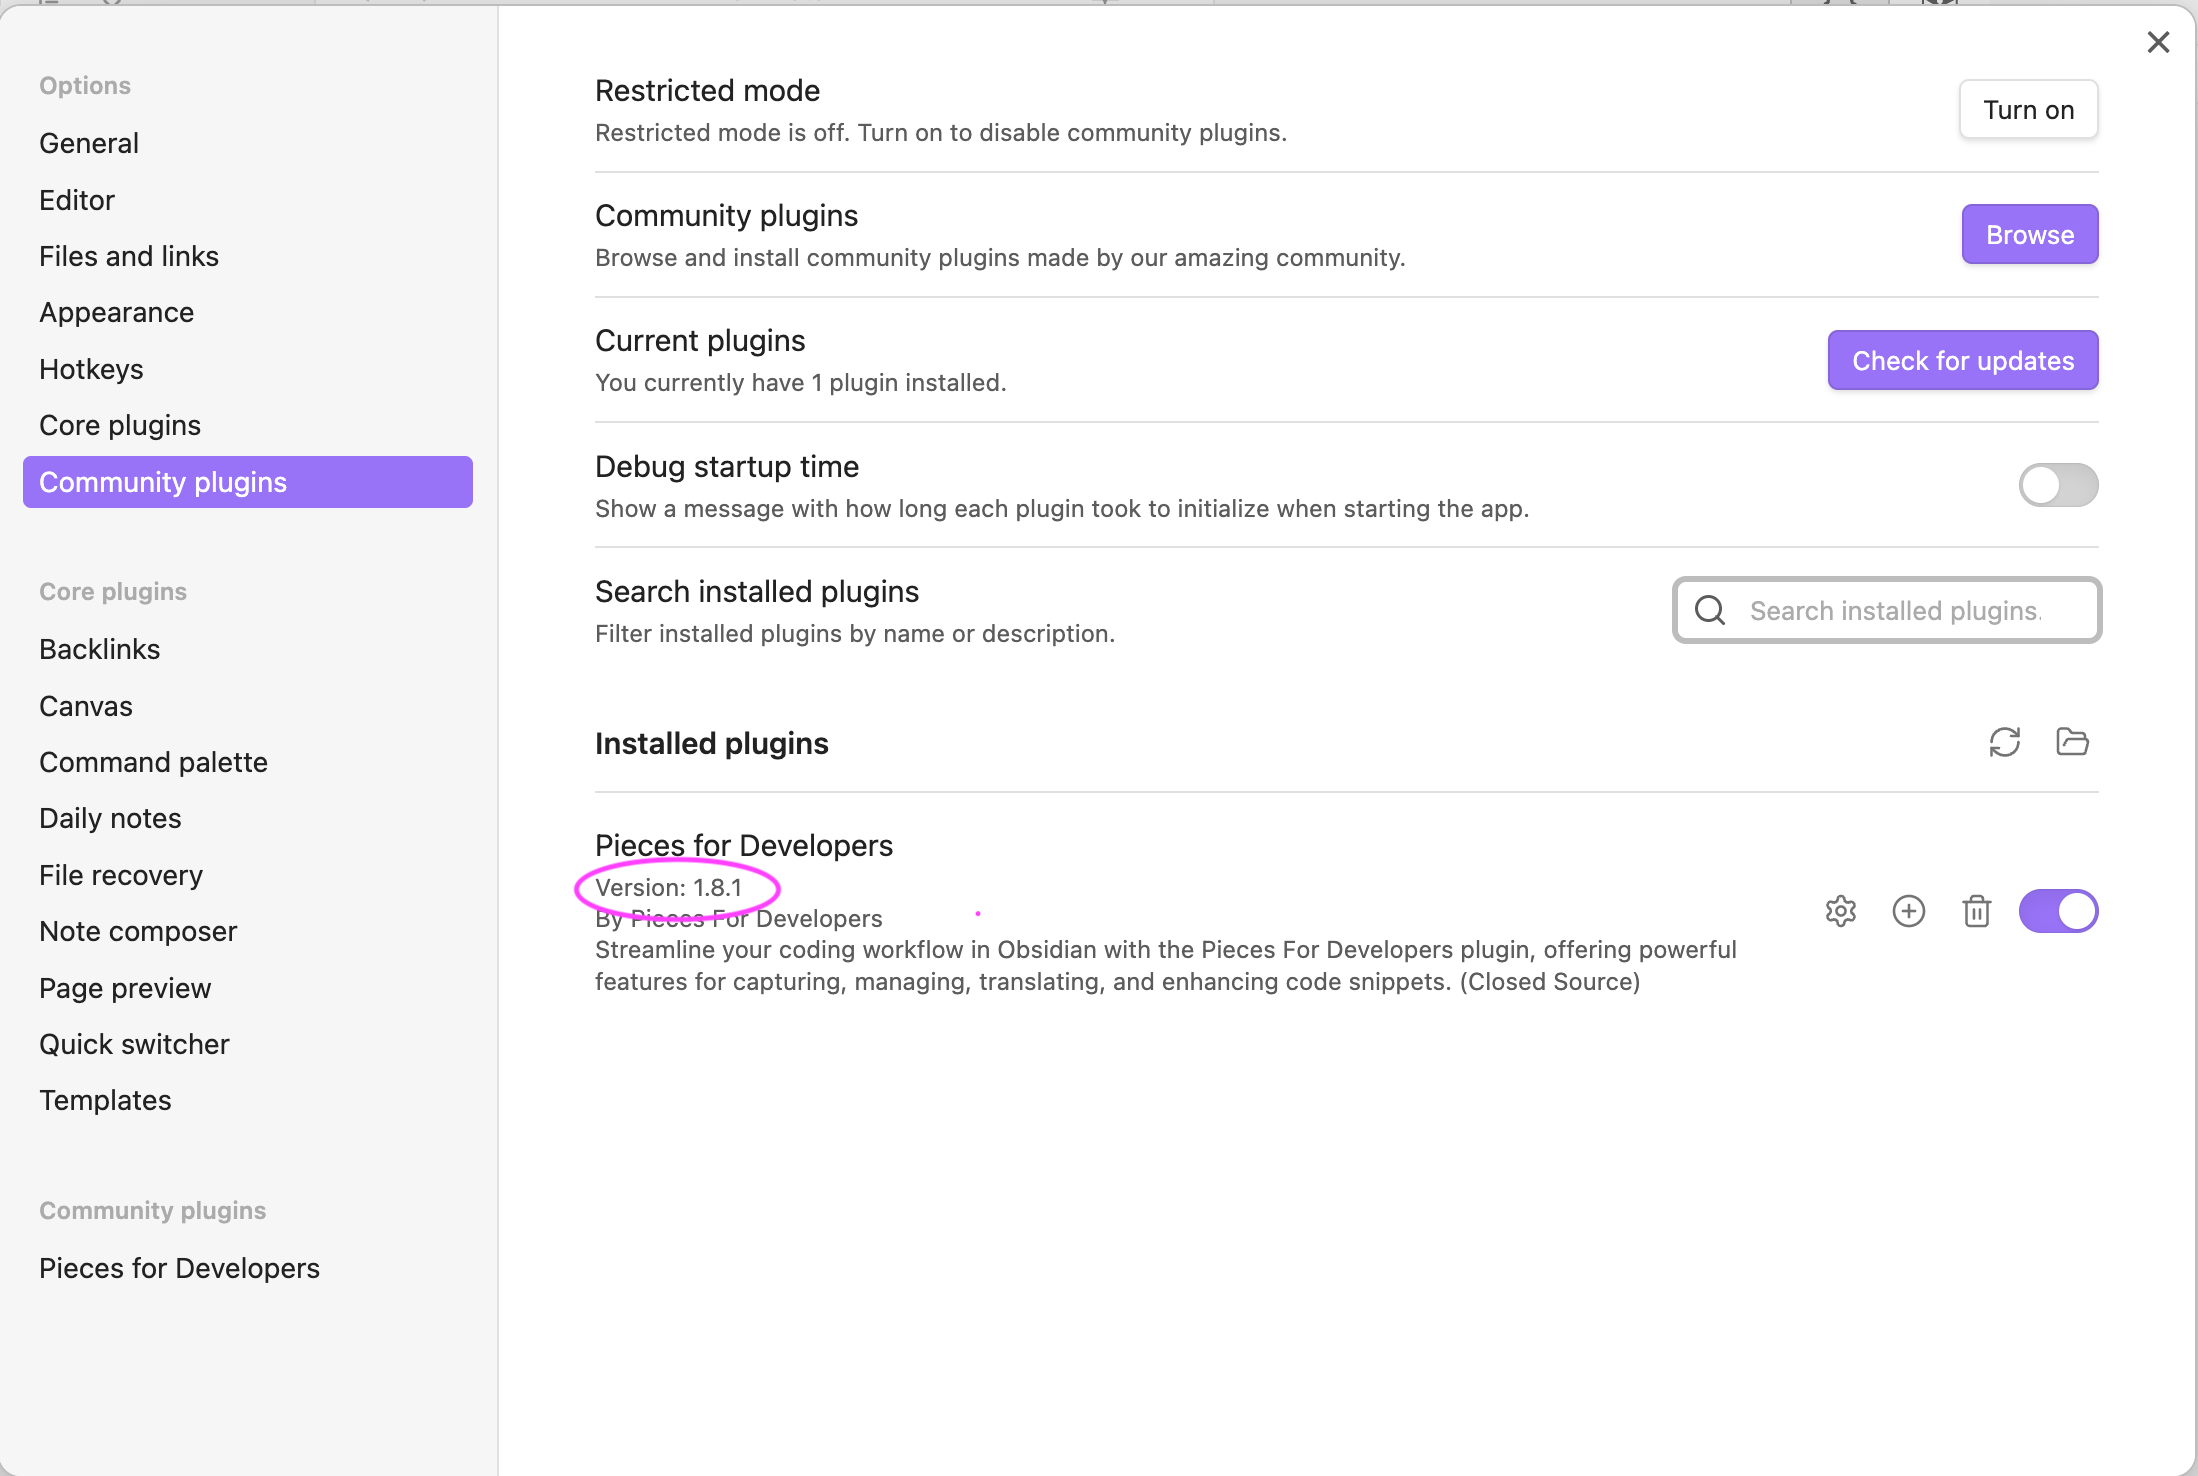 Options
General
Editor
Files and links
Appearance
Hotkeys
Core plugins
Community plugins
Core plugins
Backlinks
Canvas
Command palette
Daily notes
File recovery
Note composer
Page preview
Quick switcher
Templates
Community plugins
Pieces for Developers
Restricted mode
Restricted mode is off. Turn on to disable community plugins.
Turn on
Community plugins
Browse and install community plugins made by our amazing community.
Browse
Current plugins
You currently have 1 plugin installed.
Check for updates
Debug startup time
Show a message with how long each plugin took to initialize when starting the app.
Search installed plugins
Filter installed plugins by name or description.
Search installed plugins.
Installed plugins
Pieces for Developers
Version: 1.8.1
By Pieces For Developers
Streamline your coding workflow in Obsidian with the Pieces For Developers plugin, offering powerful
features for capturing, managing, translating, and enhancing code snippets. (Closed Source)